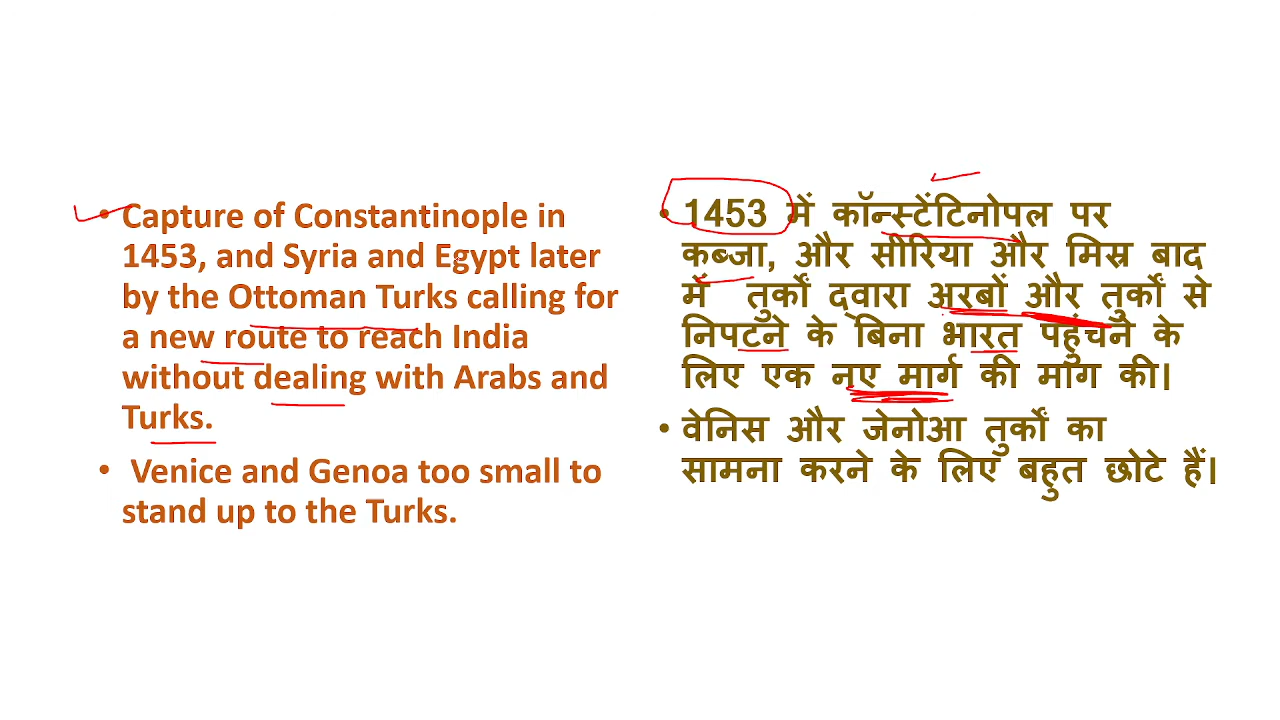 • Capture of Constantinople in
1453, and Syria and Egypt later
by the Ottoman Turks calling for
a new route to reach India
without dealing with Arabs and
Turks.
• Venice and Genoa too small to
stand up to the Turks.
• 1453 में कॉन्स्टेंटिनोपल पर
कब्जा, और सीरिया और मिस्र बाद
में तुर्कों द्वारा अरबों और तुर्कों से
निपटने के बिना भारत पहुंचने के
लिए एक नए मार्ग की मांग की।
• वेनिस और जेनोआ तुर्कों का
सामना करने के लिए बहुत छोटे हैं।